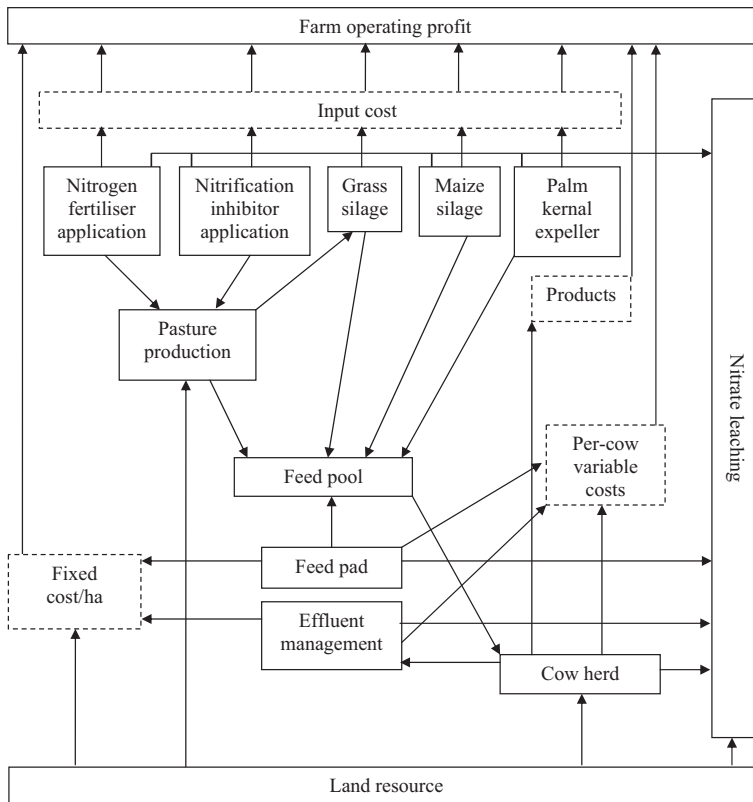 Farm operating profit
Input cost
Nitrogen
fertiliser
application
Nitrification
inhibitor
application
Grass
silage
Maize
silage
Palm
kernal
expeller
Products
Pasture
production
Nitrate leaching
Per-cow
variable
costs
Feed pool
Feed pad
Fixed
cost/ha
Effluent
management
Cow herd
Land resource